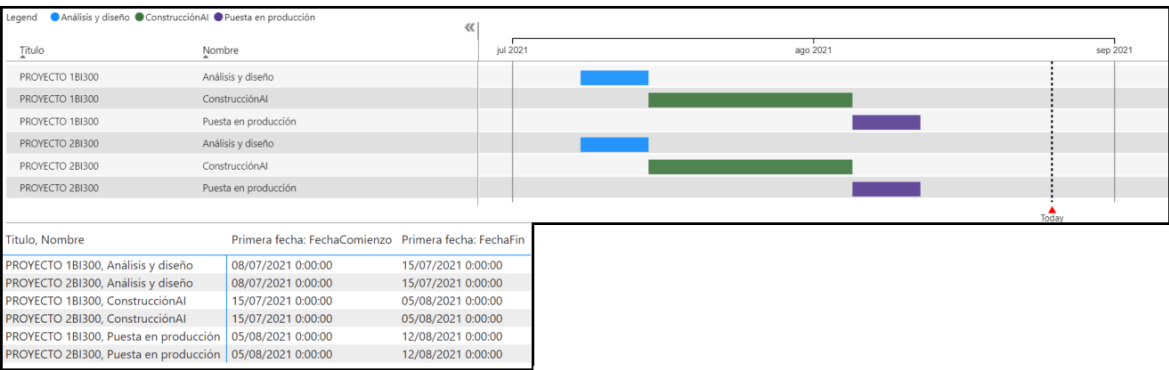 Legend Análisis y diseño ConstrucciónAI Puesta en producción
Título Nombre jul 2021 ago 2021 sep 2021
PROYECTO 1BI300 Análisis y diseño
PROYECTO 1BI300 ConstrucciónAI
PROYECTO 1BI300 Puesta en producción
PROYECTO 2BI300 Análisis y diseño
PROYECTO 2BI300 ConstrucciónAI
PROYECTO 2BI300 Puesta en producción
Today
Titulo, Nombre Primera fecha: FechaComienzo Primera fecha: FechaFin
PROYECTO 1BI300, Análisis y diseño 08/07/2021 0:00:00 15/07/2021 0:00:00
PROYECTO 2BI300, Análisis y diseño 08/07/2021 0:00:00 15/07/2021 0:00:00
PROYECTO 1BI300, ConstrucciónAI 15/07/2021 0:00:00 05/08/2021 0:00:00
PROYECTO 2BI300, ConstrucciónAI 15/07/2021 0:00:00 05/08/2021 0:00:00
PROYECTO 1BI300, Puesta en producción 05/08/2021 0:00:00 12/08/2021 0:00:00
PROYECTO 2BI300, Puesta en producción 05/08/2021 0:00:00 12/08/2021 0:00:00